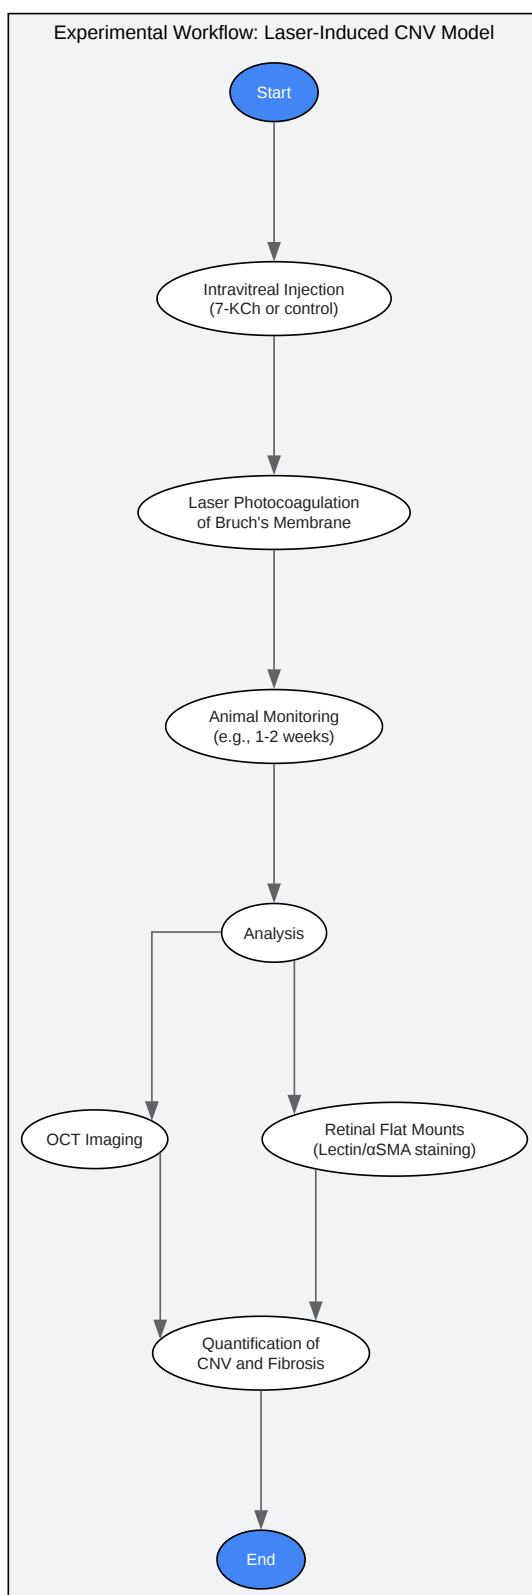 Experimental Workflow: Laser-Induced CNV Model
Start
Intravitreal Injection
(7-KCh or control)
Laser Photocoagulation
of Bruch's Membrane
Animal Monitoring
(e.g., 1-2 weeks)
Analysis
OCT Imaging
Retinal Flat Mounts
(Lectin/αSMA staining)
Quantification of
CNV and Fibrosis
End